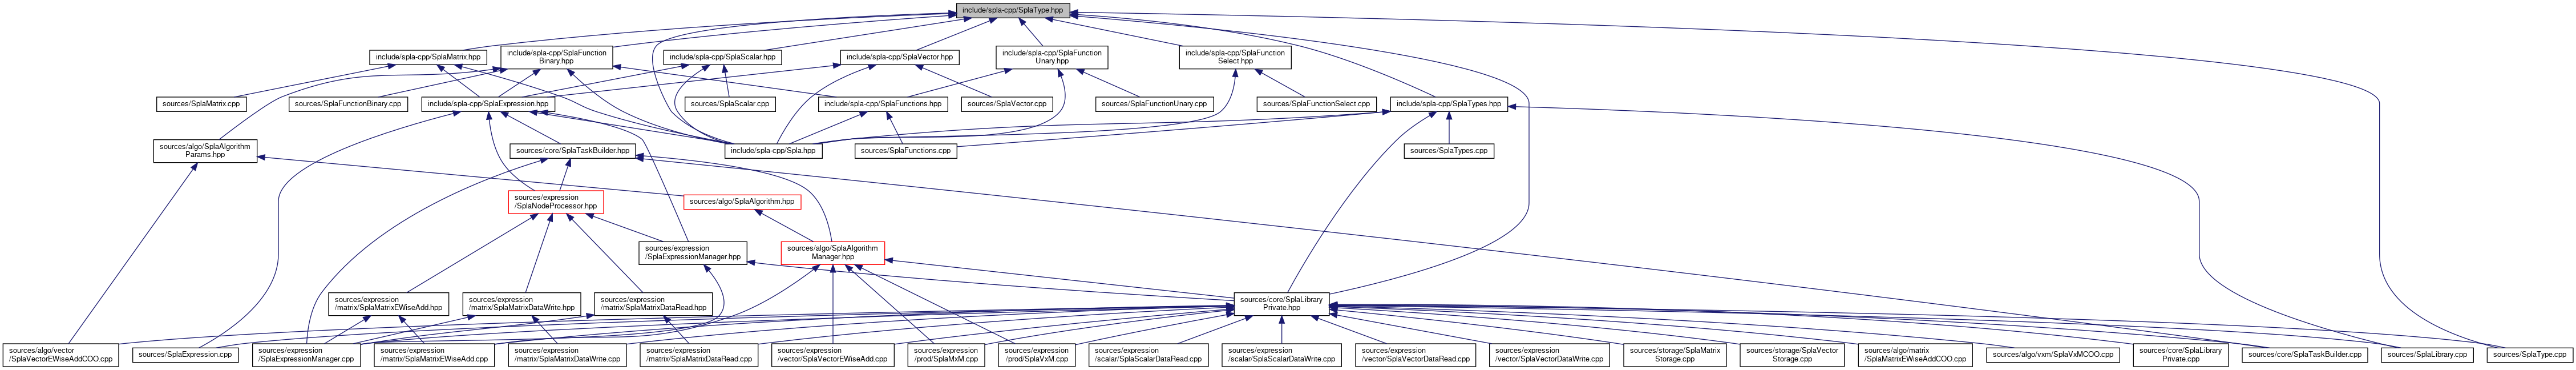 include/spla-cpp/SplaType.hpp
include/spla-cpp/SplaMatrix.hpp
include/spla-cpp/SplaFunction
Binary.hpp
include/spla-cpp/SplaScalar.hpp
include/spla-cpp/SplaVector.hpp
include/spla-cpp/SplaFunction
Unary.hpp
include/spla-cpp/SplaFunction
Select.hpp
sources/SplaMatrix.cpp
sources/SplaFunctionBinary.cpp
include/spla-cpp/SplaExpression.hpp
sources/SplaScalar.cpp
include/spla-cpp/SplaFunctions.hpp
sources/SplaVector.cpp
sources/SplaFunctionUnary.cpp
sources/SplaFunctionSelect.cpp
include/spla-cpp/SplaTypes.hpp
sources/algo/SplaAlgorithm
Params.hpp
sources/core/SplaTaskBuilder.hpp
include/spla-cpp/Spla.hpp
sources/SplaFunctions.cpp
sources/SplaTypes.cpp
sources/expression
/SplaNodeProcessor.hpp
sources/algo/SplaAlgorithm.hpp
sources/expression
/SplaExpressionManager.hpp
sources/algo/SplaAlgorithm
Manager.hpp
sources/expression
/matrix/SplaMatrixEWiseAdd.hpp
sources/expression
/matrix/SplaMatrixDataWrite.hpp
sources/expression
/matrix/SplaMatrixDataRead.hpp
sources/core/SplaLibrary
Private.hpp
sources/algo/vector
/SplaVectorEWiseAddCOO.cpp
sources/SplaExpression.cpp
sources/expression
/SplaExpressionManager.cpp
sources/expression
/matrix/SplaMatrixEWiseAdd.cpp
sources/expression
/matrix/SplaMatrixDataWrite.cpp
sources/expression
/matrix/SplaMatrixDataRead.cpp
sources/expression
/vector/SplaVectorEWiseAdd.cpp
sources/expression
/prod/SplaMxM.cpp
sources/expression
/prod/SplaVxM.cpp
sources/expression
/scalar/SplaScalarDataRead.cpp
sources/expression
/scalar/SplaScalarDataWrite.cpp
sources/expression
/vector/SplaVectorDataRead.cpp
sources/expression
/vector/SplaVectorDataWrite.cpp
sources/storage/SplaMatrix
Storage.cpp
sources/storage/SplaVector
Storage.cpp
sources/algo/matrix
/SplaMatrixEWiseAddCOO.cpp
sources/algo/vxm/SplaVxMCOO.cpp
sources/core/SplaLibrary
Private.cpp
sources/core/SplaTaskBuilder.cpp
sources/SplaLibrary.cpp
sources/SplaType.cpp